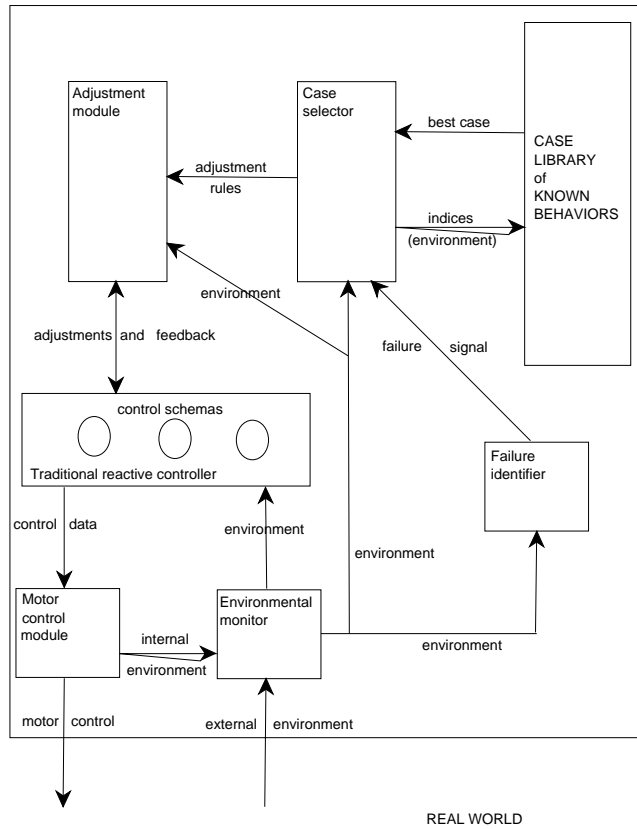 Adjustment
module
Case
selector
best case
CASE
LIBRARY
of
KNOWN
BEHAVIORS
adjustment
rules
indices
(environment)
environment
adjustments and feedback
failure signal
control schemas
Traditional reactive controller
Failure
identifier
control data
environment
environment
Motor
control
module
internal
environment
Environmental
monitor
environment
motor control
external environment
REAL WORLD